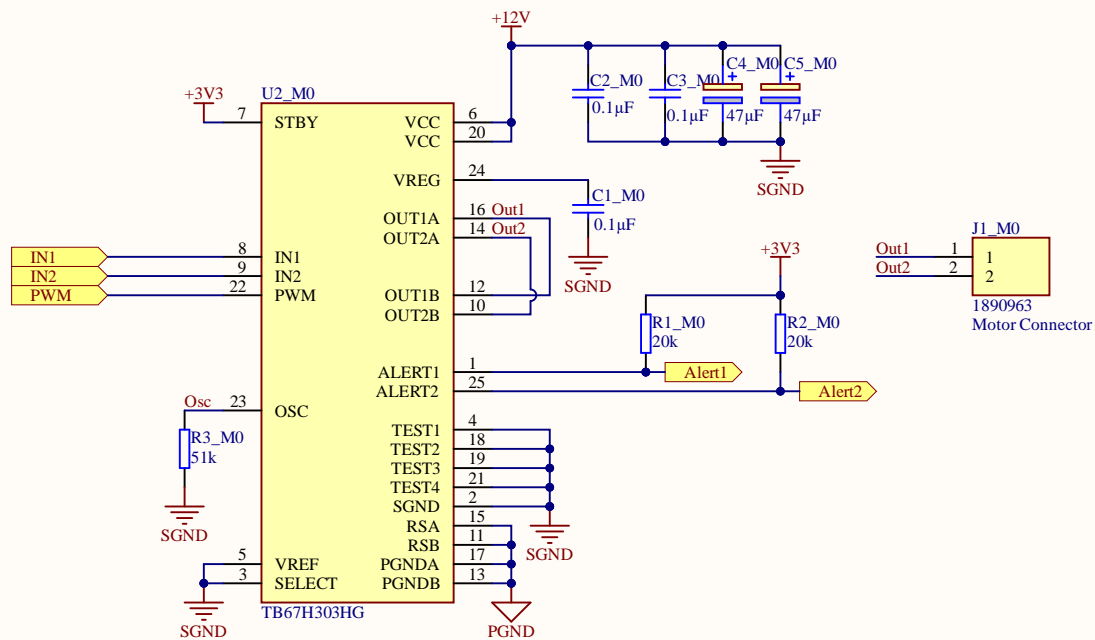 +12V
C2_M0
0.1µF
C3_M0
0.1µF
C4_M0
+
47µF
C5_M0
+
47µF
SGND
+3V3
U2_M0
7
STBY
VCC
6
VCC
20
VREG
24
C1_M0
0.1µF
SGND
OUT1A
16
Out1
OUT2A
14
Out2
IN1
8
IN1
IN2
9
IN2
PWM
22
PWM
OUT1B
12
OUT2B
10
+3V3
R1_M0
20k
R2_M0
20k
ALERT1
1
Alert1
ALERT2
25
Alert2
J1_M0
Out1
1
1
Out2
2
2
1890963
Motor Connector
Osc
23
OSC
R3_M0
51k
SGND
TEST1
4
TEST2
18
TEST3
19
TEST4
21
SGND
2
SGND
RSA
15
RSB
11
PGNDA
17
PGNDB
13
PGND
5
VREF
3
SELECT
SGND
TB67H303HG